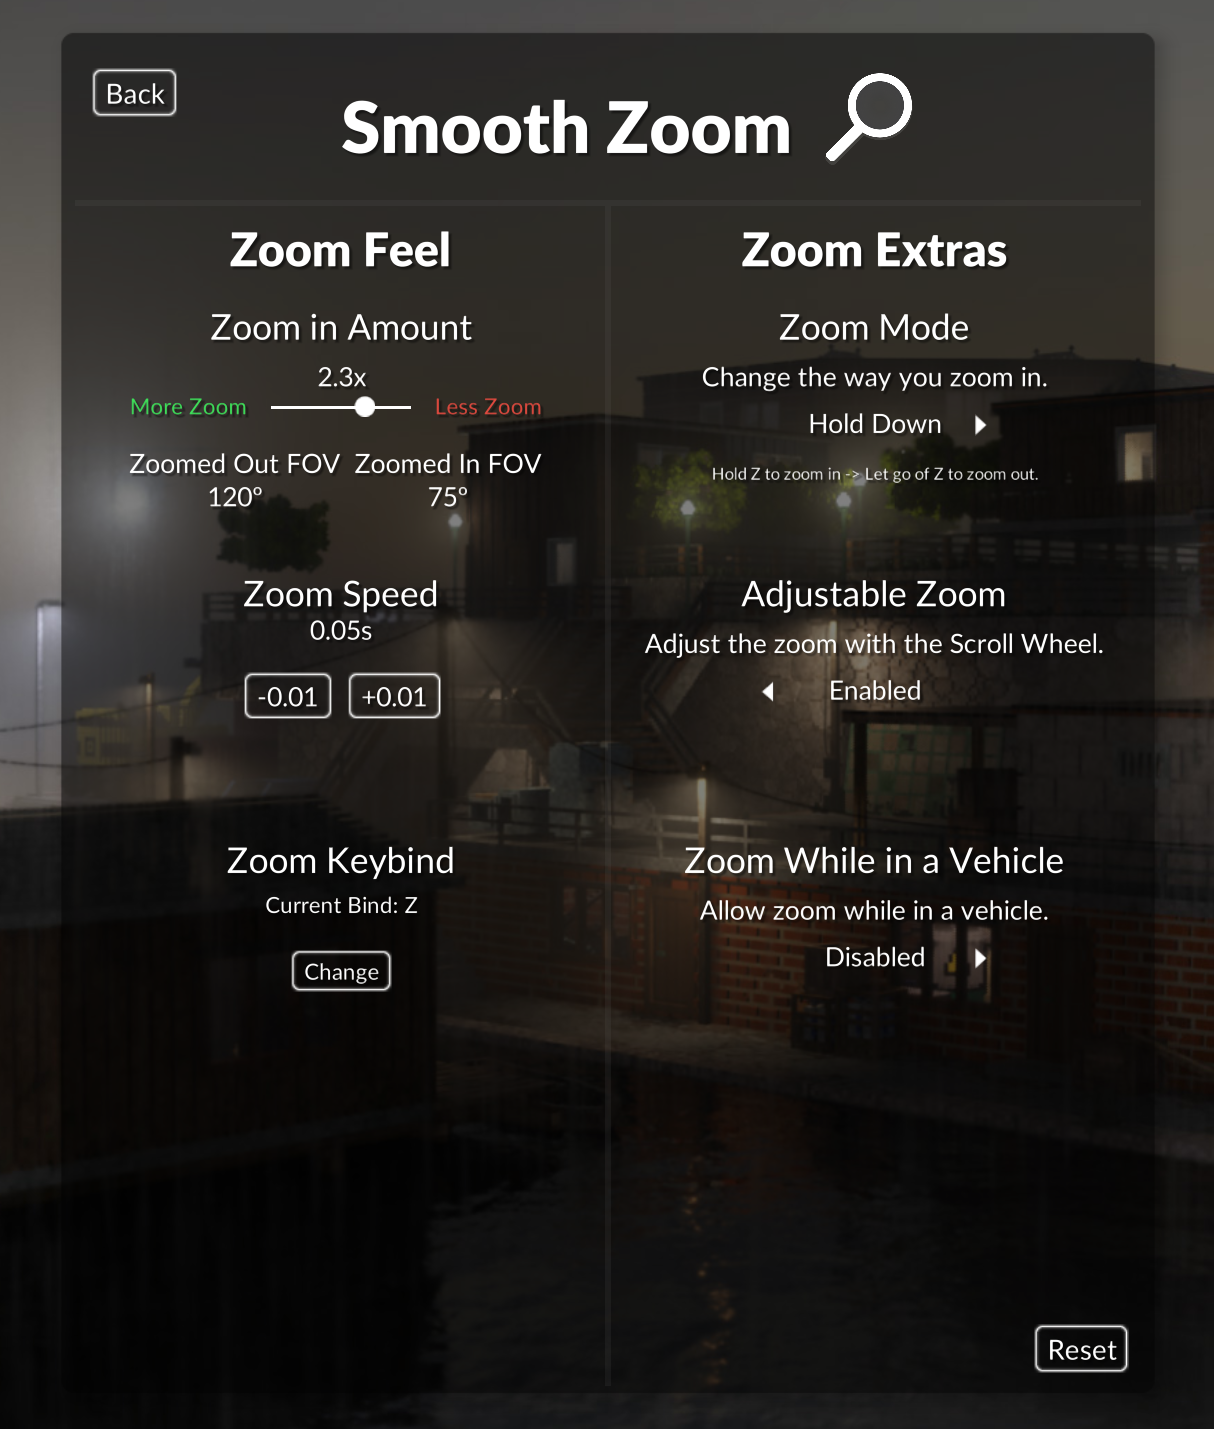 Back
Smooth Zoom
Zoom Feel
Zoom in Amount
2.3x
More Zoom Less Zoom
Zoomed Out FOV Zoomed In FOV
120º 75º
Zoom Speed
0.05s
-0.01 +0.01
Zoom Keybind
Current Bind: Z
Change
Zoom Extras
Zoom Mode
Change the way you zoom in.
Hold Down
Hold Z to zoom in -> Let go of Z to zoom out.
Adjustable Zoom
Adjust the zoom with the Scroll Wheel.
Enabled
Zoom While in a Vehicle
Allow zoom while in a vehicle.
Disabled
Reset